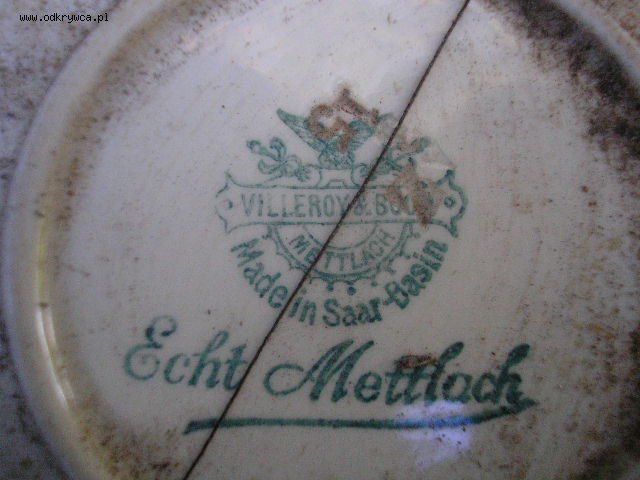 www.odkrywca.pl
VILLEROY & BOCH
METTLACH
Made in Saar-Basin
Echt Mettlach